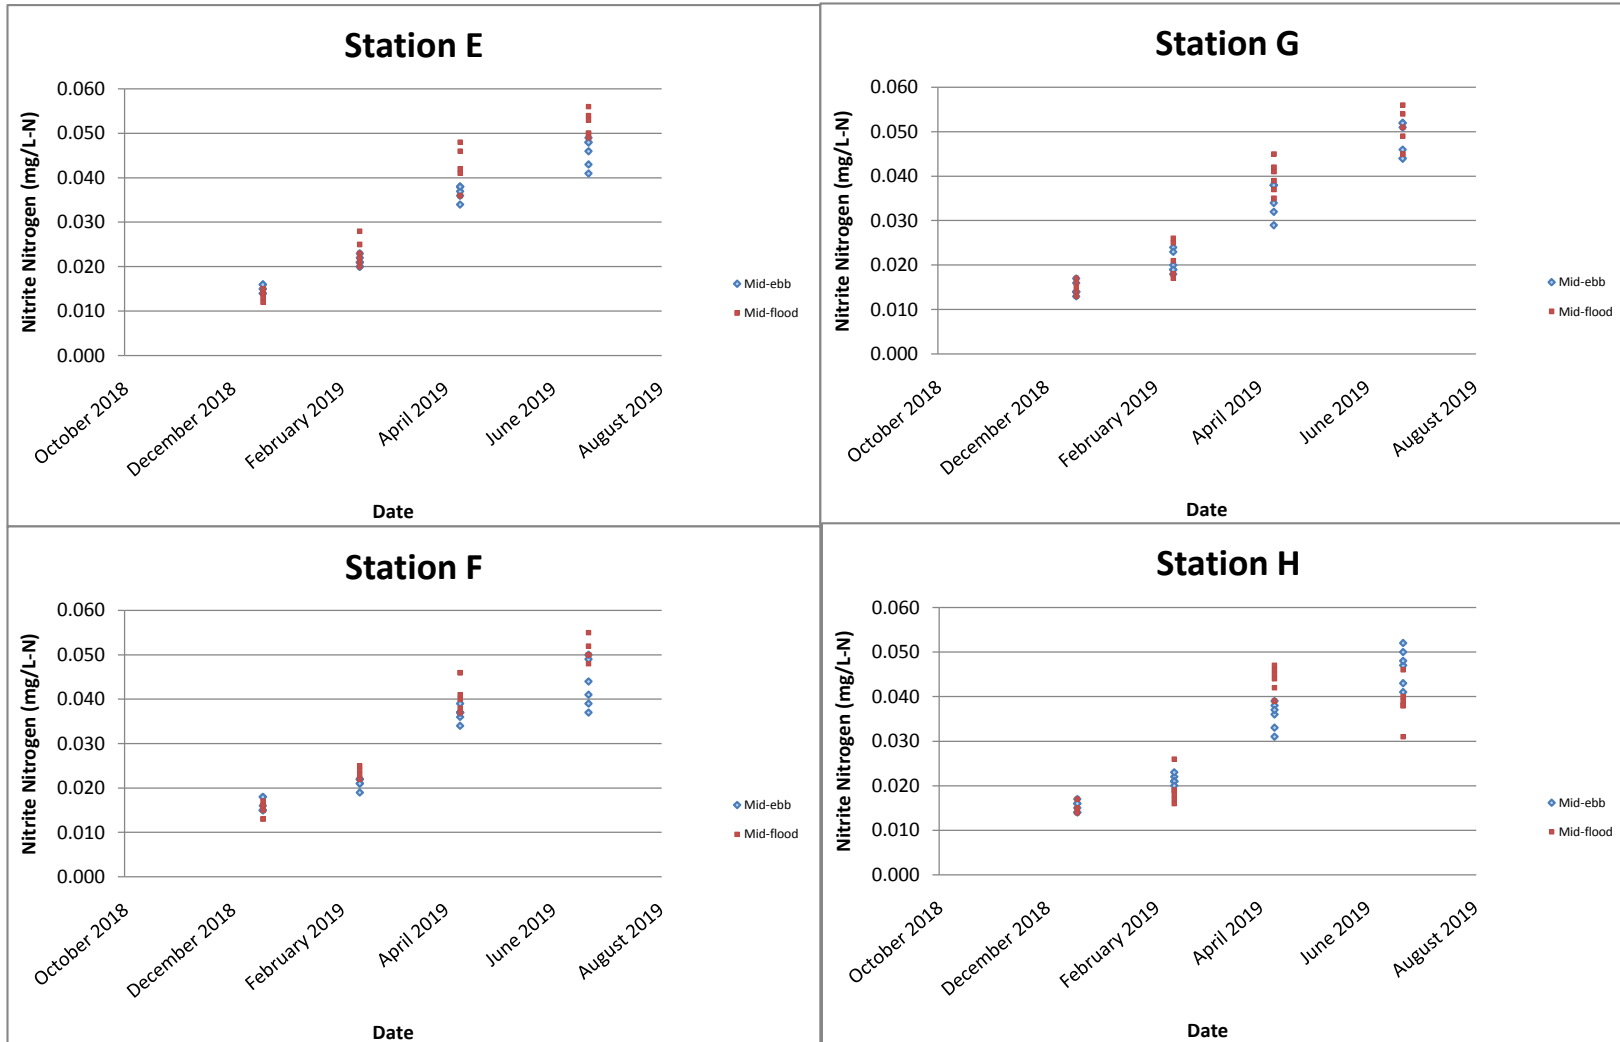 Station E
Nitrite Nitrogen (mg/L-N)
0.060
0.050
0.040
0.030
0.020
0.010
0.000
October 2018
December 2018
February 2019
April 2019
June 2019
August 2019
Date
Mid-ebb
Mid-flood
Station G
Nitrite Nitrogen (mg/L-N)
0.060
0.050
0.040
0.030
0.020
0.010
0.000
October 2018
December 2018
February 2019
April 2019
June 2019
August 2019
Date
Mid-ebb
Mid-flood
Station F
Nitrite Nitrogen (mg/L-N)
0.060
0.050
0.040
0.030
0.020
0.010
0.000
October 2018
December 2018
February 2019
April 2019
June 2019
August 2019
Date
Mid-ebb
Mid-flood
Station H
Nitrite Nitrogen (mg/L-N)
0.060
0.050
0.040
0.030
0.020
0.010
0.000
October 2018
December 2018
February 2019
April 2019
June 2019
August 2019
Date
Mid-ebb
Mid-flood